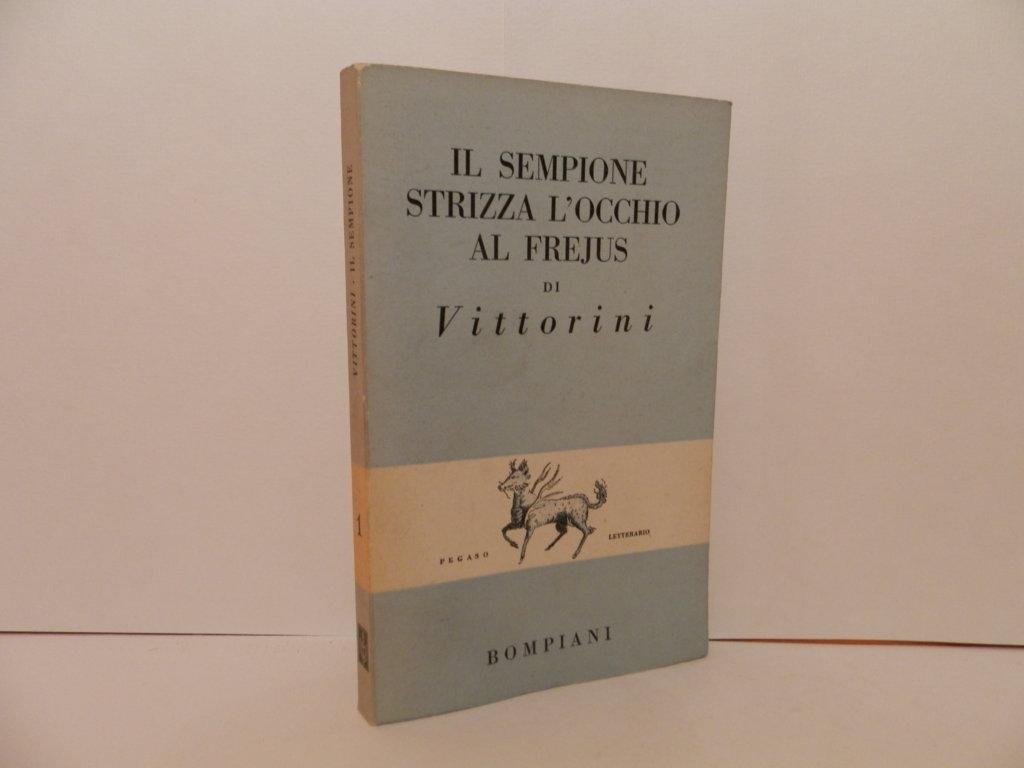 IL SEMPIONE
STRIZZA L'OCCHIO
AL FREJUS
DI
Vittorini
PEGASO LETTERARIO
BOMPIANI
VITTORINI - IL SEMPIONE
1